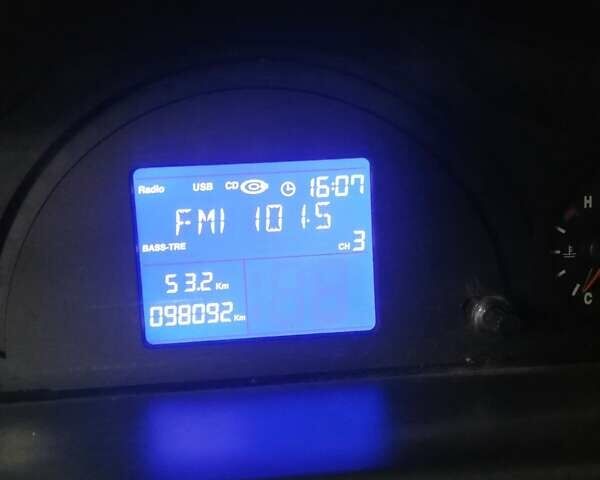 Radio USB CD 16:07
FM1 101.5
BASS-TRE CH 3
53.2 Km
098092 Km
H
C